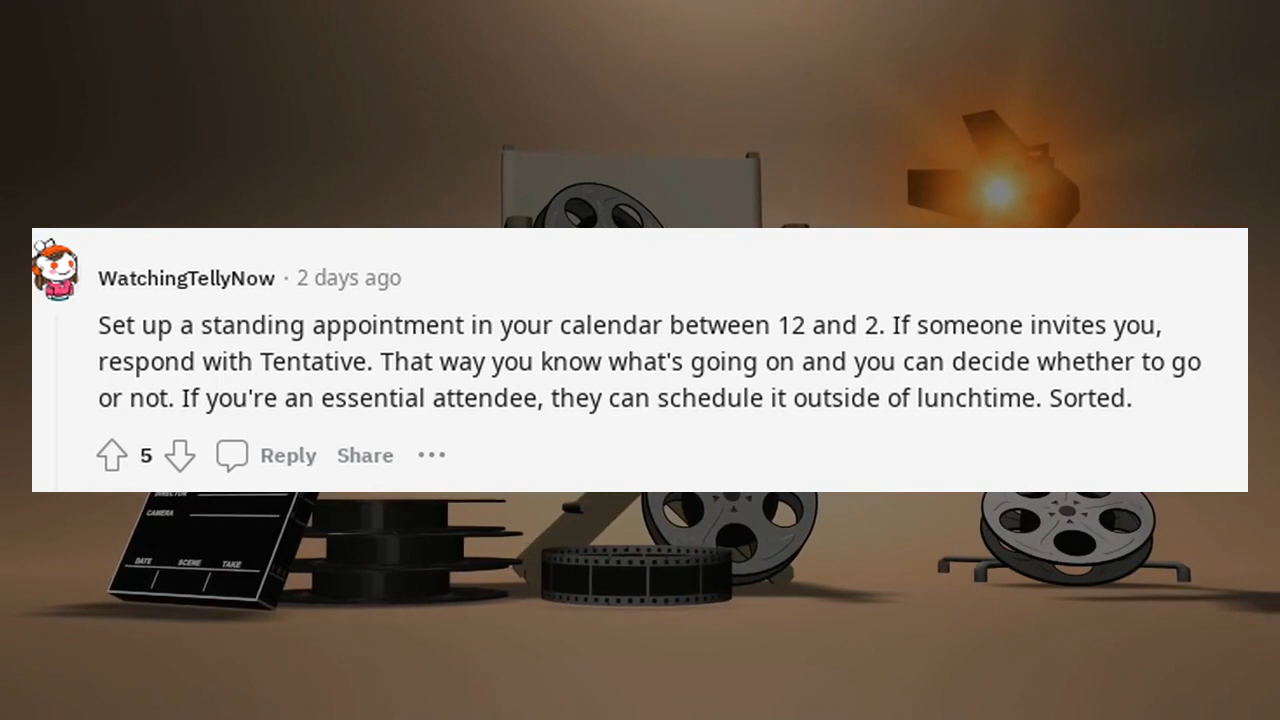 WatchingTellyNow · 2 days ago
Set up a standing appointment in your calendar between 12 and 2. If someone invites you,
respond with Tentative. That way you know what's going on and you can decide whether to go
or not. If you're an essential attendee, they can schedule it outside of lunchtime. Sorted.
5 Reply Share ...
DIRECTOR
CAMERA
DATE SCENE TAKE